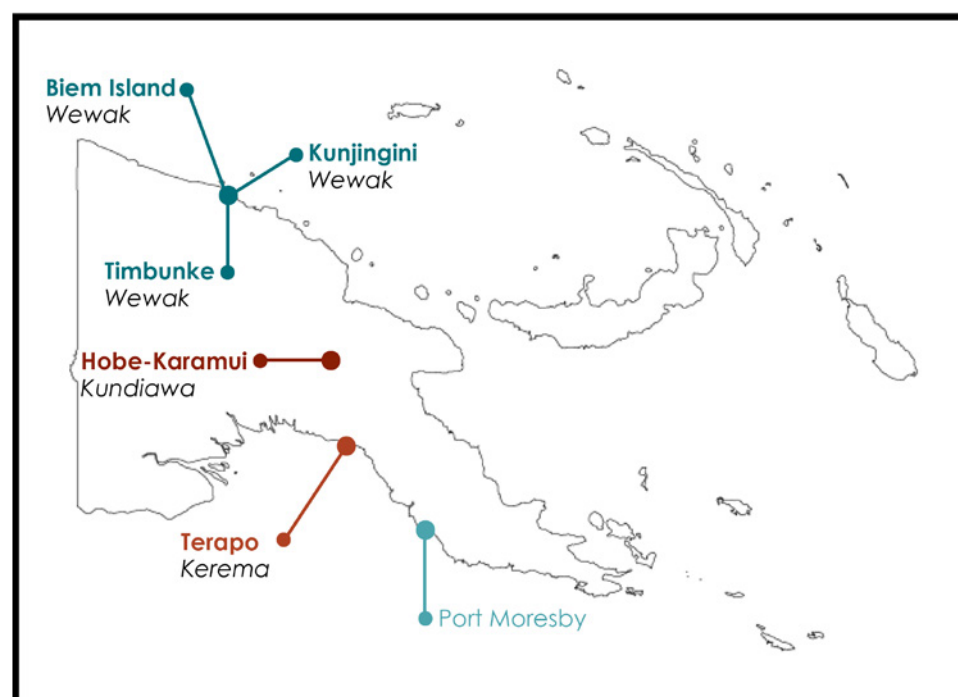 Biem Island
Wewak
Kunjingini
Wewak
Timbunke
Wewak
Hobe-Karamui
Kundiawa
Terapo
Kerema
Port Moresby